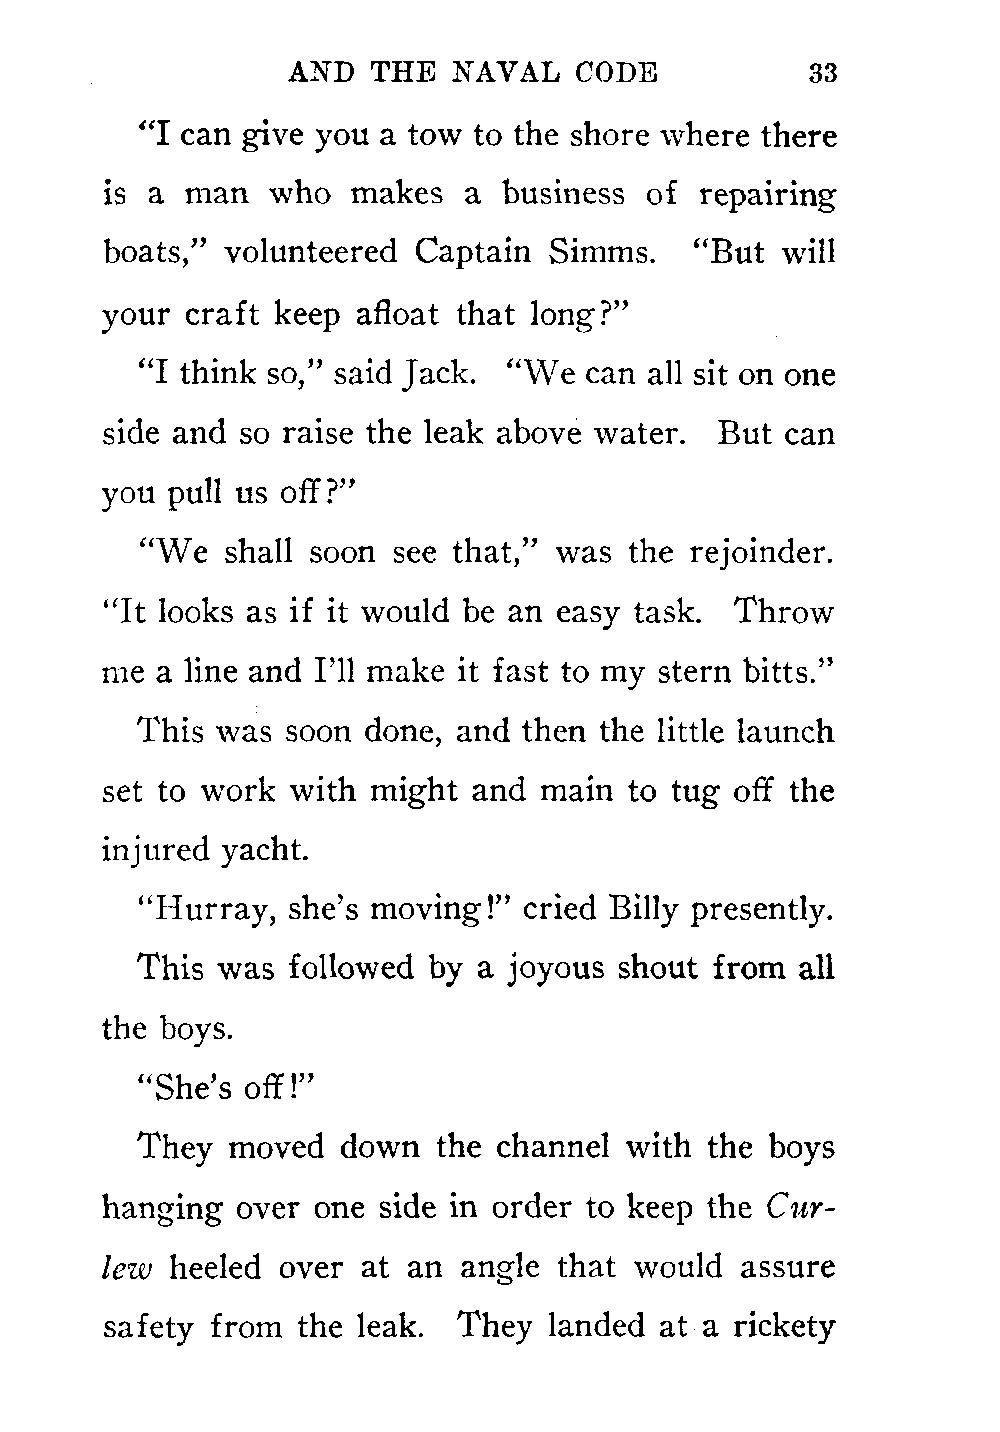 AND THE NAVAL CODE 33
“I can give you a tow to the shore where there
is a man who makes a business of repairing
boats,” volunteered Captain Simms. “But will
your craft keep afloat that long?”
“I think so,” said Jack. “We can all sit on one
side and so raise the leak above water. But can
you pull us off?”
“We shall soon see that,” was the rejoinder.
“It looks as if it would be an easy task. Throw
me a line and I’ll make it fast to my stern bitts.”
This was soon done, and then the little launch
set to work with might and main to tug off the
injured yacht.
“Hurray, she’s moving!” cried Billy presently.
This was followed by a joyous shout from all
the boys.
“She’s off!”
They moved down the channel with the boys
hanging over one side in order to keep the Cur-
lew heeled over at an angle that would assure
safety from the leak. They landed at a rickety